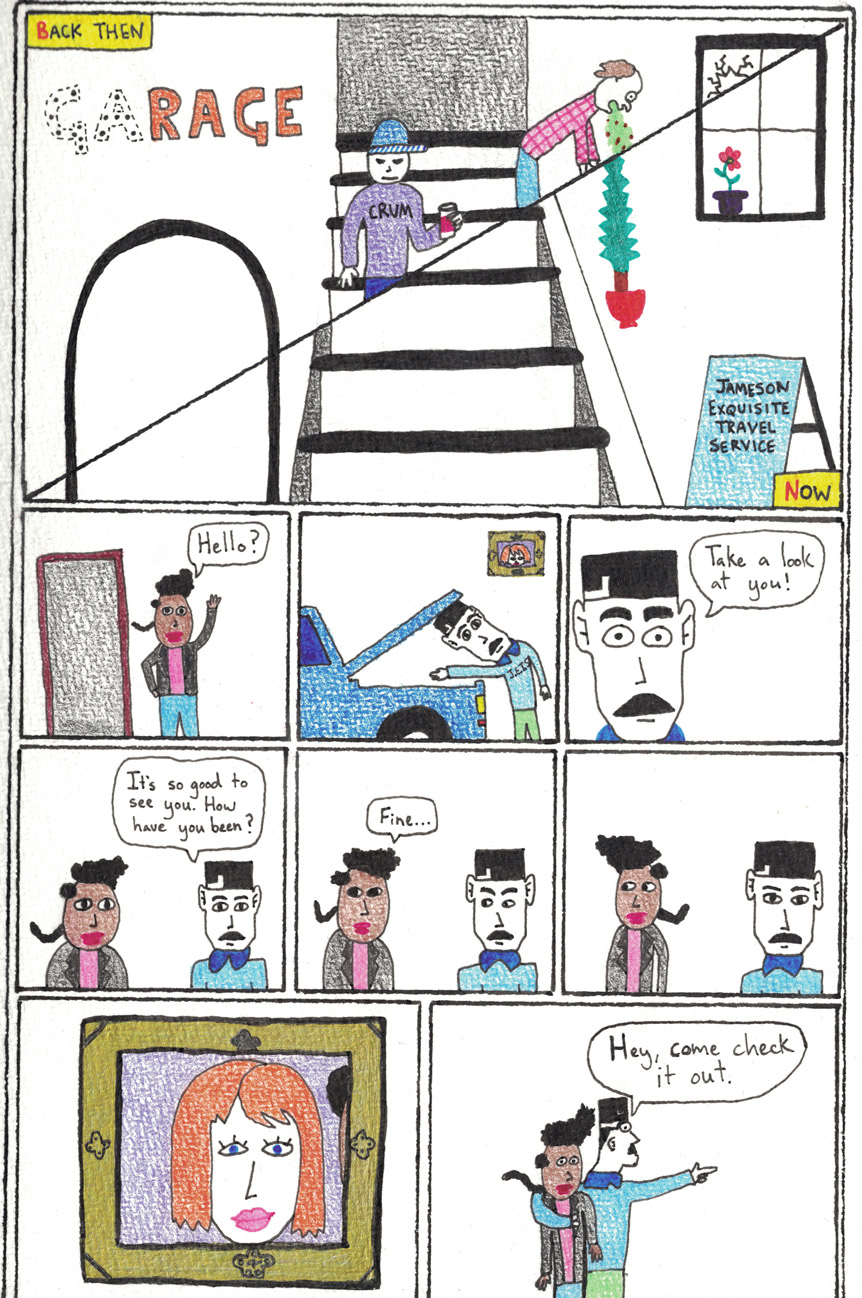 BACK THEN
GARAGE
CRUM
JAMESON
EXQUISITE
TRAVEL
SERVICE
NOW
Hello?
J.E.T.S
Take a look
at you!
It's so good to
see you. How
have you been?
Fine...
Hey, come check
it out.